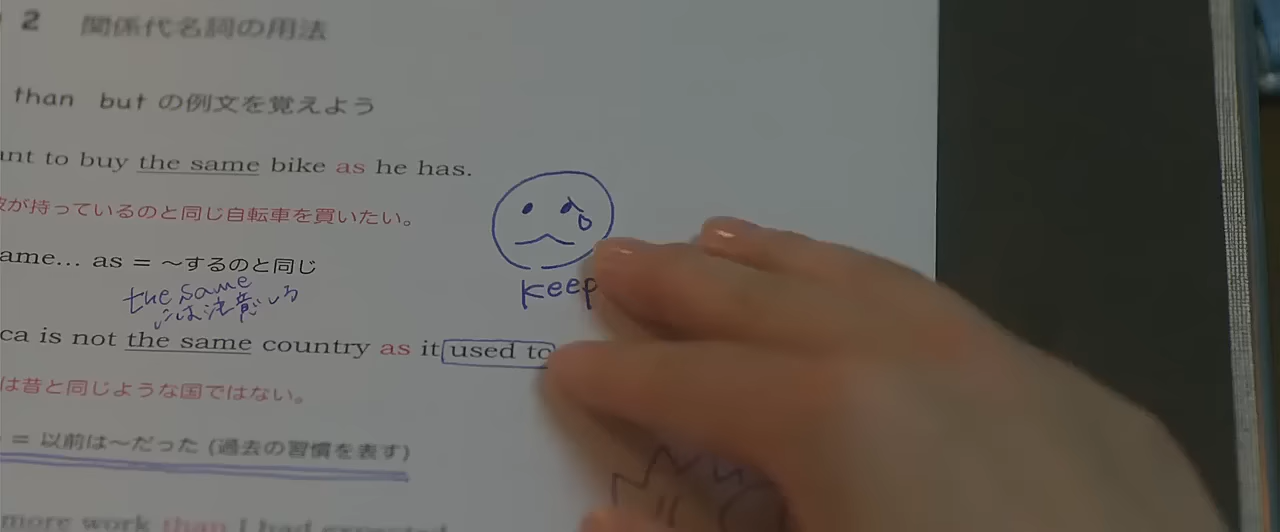 2 関係代名詞の用法
than but の例文を覚えよう
to buy the same bike as he has.
が持っているのと同じ自転車を買いたい。
as = ~するのと同じ
the same
には注意しろ
keep
is not the same country as it used to
は昔と同じような国ではない。
= 以前は~だった (過去の習慣を表す)
more work than I had expected